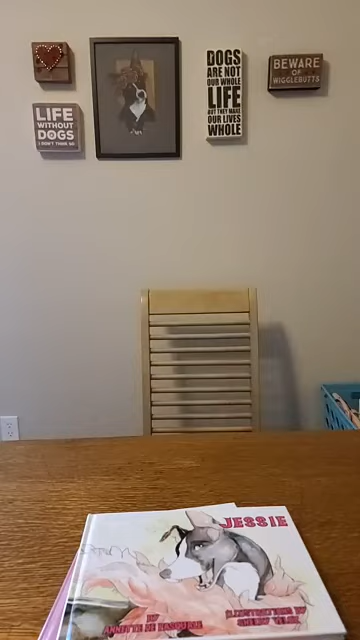 LIFE
WITHOUT
DOGS
I DON'T THINK SO
DOGS
ARE NOT
OUR WHOLE
LIFE
BUT THEY MAKE
OUR LIVES
WHOLE
BEWARE
OF
WIGGLEBUTTS
JESSIE
BY
ILLUSTRATIONS BY